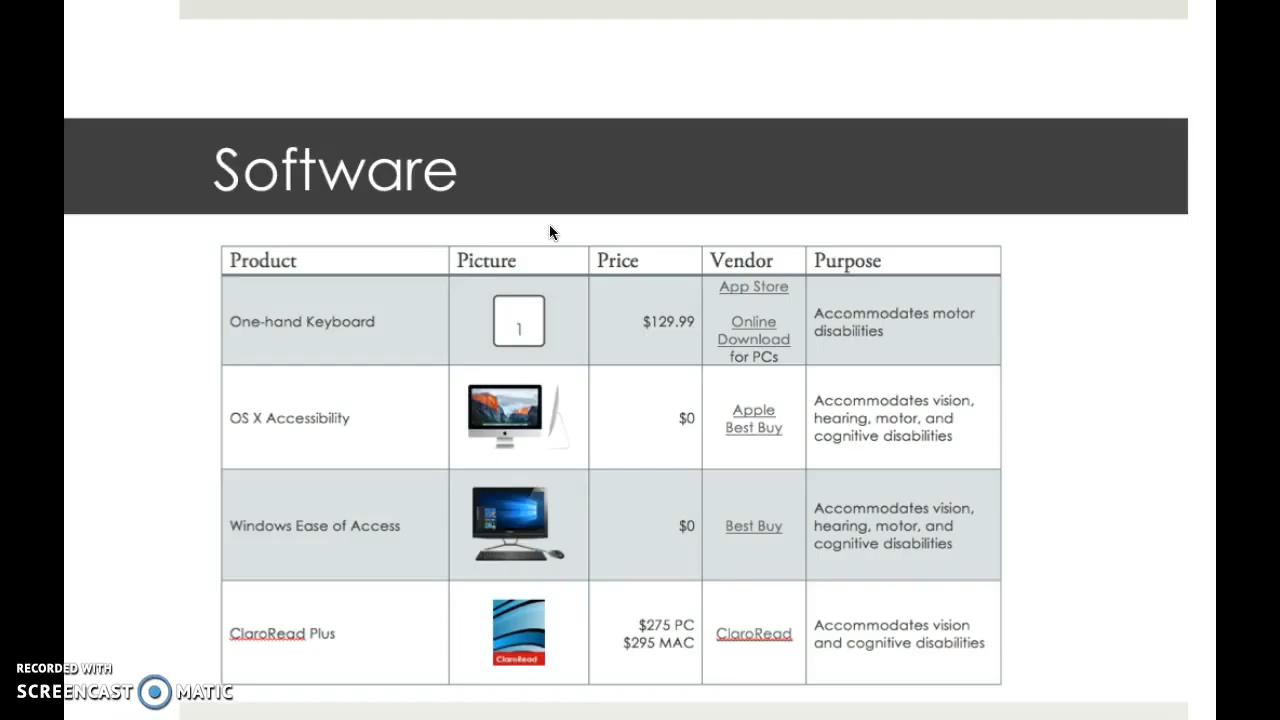 Software
Product Picture Price Vendor Purpose
One-hand Keyboard
1
$129.99
App Store
Online
Download
for PCs
Accommodates motor
disabilities
OS X Accessibility
$0
Apple
Best Buy
Accommodates vision,
hearing, motor, and
cognitive disabilities
Windows Ease of Access
$0
Best Buy
Accommodates vision,
hearing, motor, and
cognitive disabilities
ClaroRead Plus
ClaroRead
$275 PC
$295 MAC
ClaroRead
Accommodates vision
and cognitive disabilities
RECORDED WITH
SCREENCAST MATIC